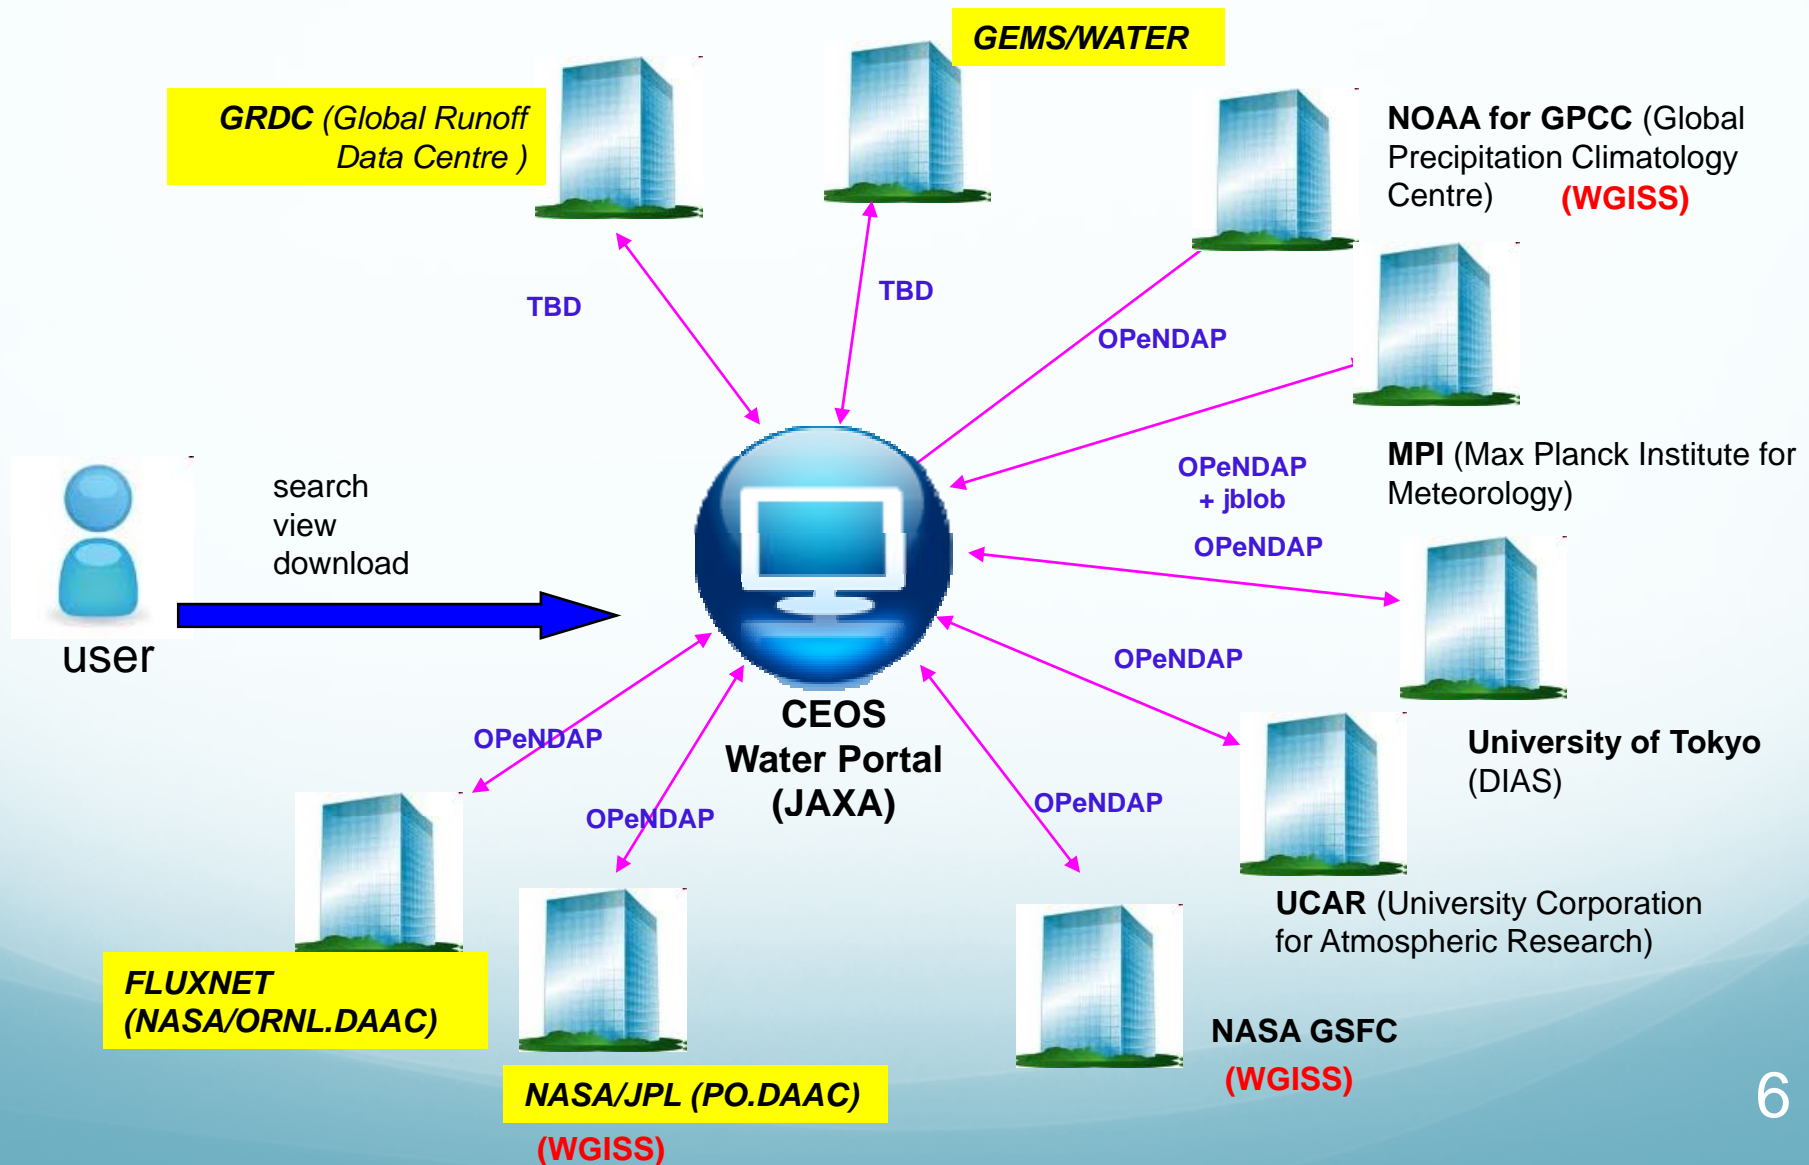 GEMS/WATER
GRDC (Global Runoff
Data Centre )
NOAA for GPCC (Global
Precipitation Climatology
Centre) (WGISS)
TBD
TBD
OPeNDAP
MPI (Max Planck Institute for
Meteorology)
OPeNDAP
+ jblob
OPeNDAP
search
view
download
user
OPeNDAP
CEOS
Water Portal
(JAXA)
University of Tokyo
(DIAS)
OPeNDAP
OPeNDAP
OPeNDAP
UCAR (University Corporation
for Atmospheric Research)
FLUXNET
(NASA/ORNL.DAAC)
NASA GSFC
(WGISS)
NASA/JPL (PO.DAAC)
(WGISS)
6